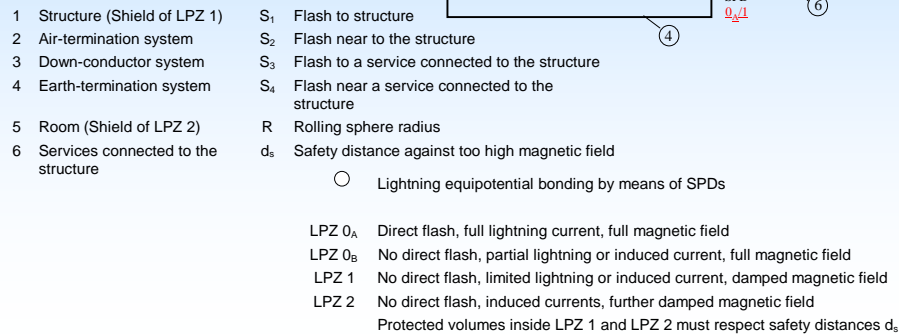 0A/1
6
4
1 Structure (Shield of LPZ 1) S1 Flash to structure
2 Air-termination system S2 Flash near to the structure
3 Down-conductor system S3 Flash to a service connected to the structure
4 Earth-termination system S4 Flash near a service connected to the
structure
5 Room (Shield of LPZ 2) R Rolling sphere radius
6 Services connected to the ds Safety distance against too high magnetic field
structure
Lightning equipotential bonding by means of SPDs
LPZ 0A Direct flash, full lightning current, full magnetic field
LPZ 0B No direct flash, partial lightning or induced current, full magnetic field
LPZ 1 No direct flash, limited lightning or induced current, damped magnetic field
LPZ 2 No direct flash, induced currents, further damped magnetic field
Protected volumes inside LPZ 1 and LPZ 2 must respect safety distances ds